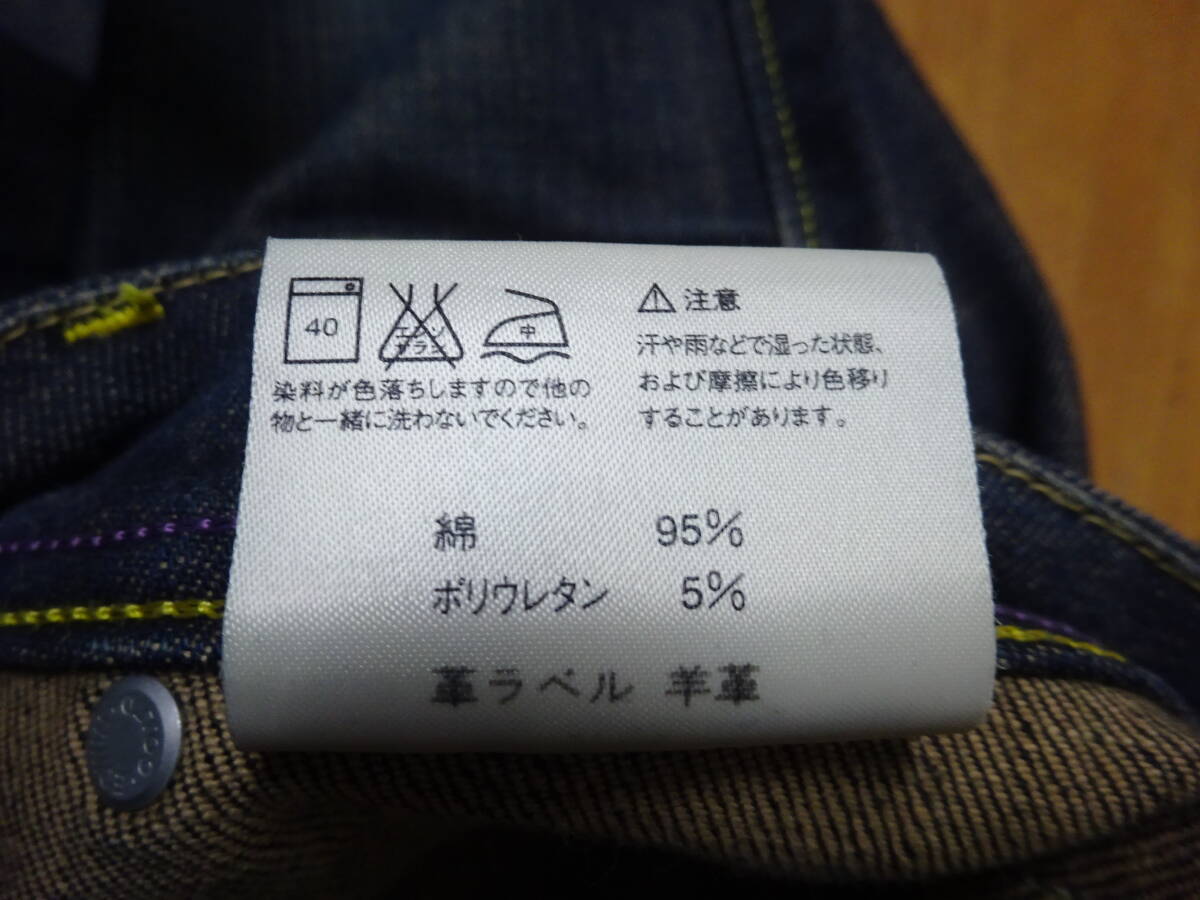 40
エンソ
サラシ
中
染料が色落ちしますので他の
物と一緒に洗わないでください。
注意
汗や雨などで湿った状態、
および摩擦により色移り
することがあります。
綿 95%
ポリウレタン 5%
革ラベル 羊革